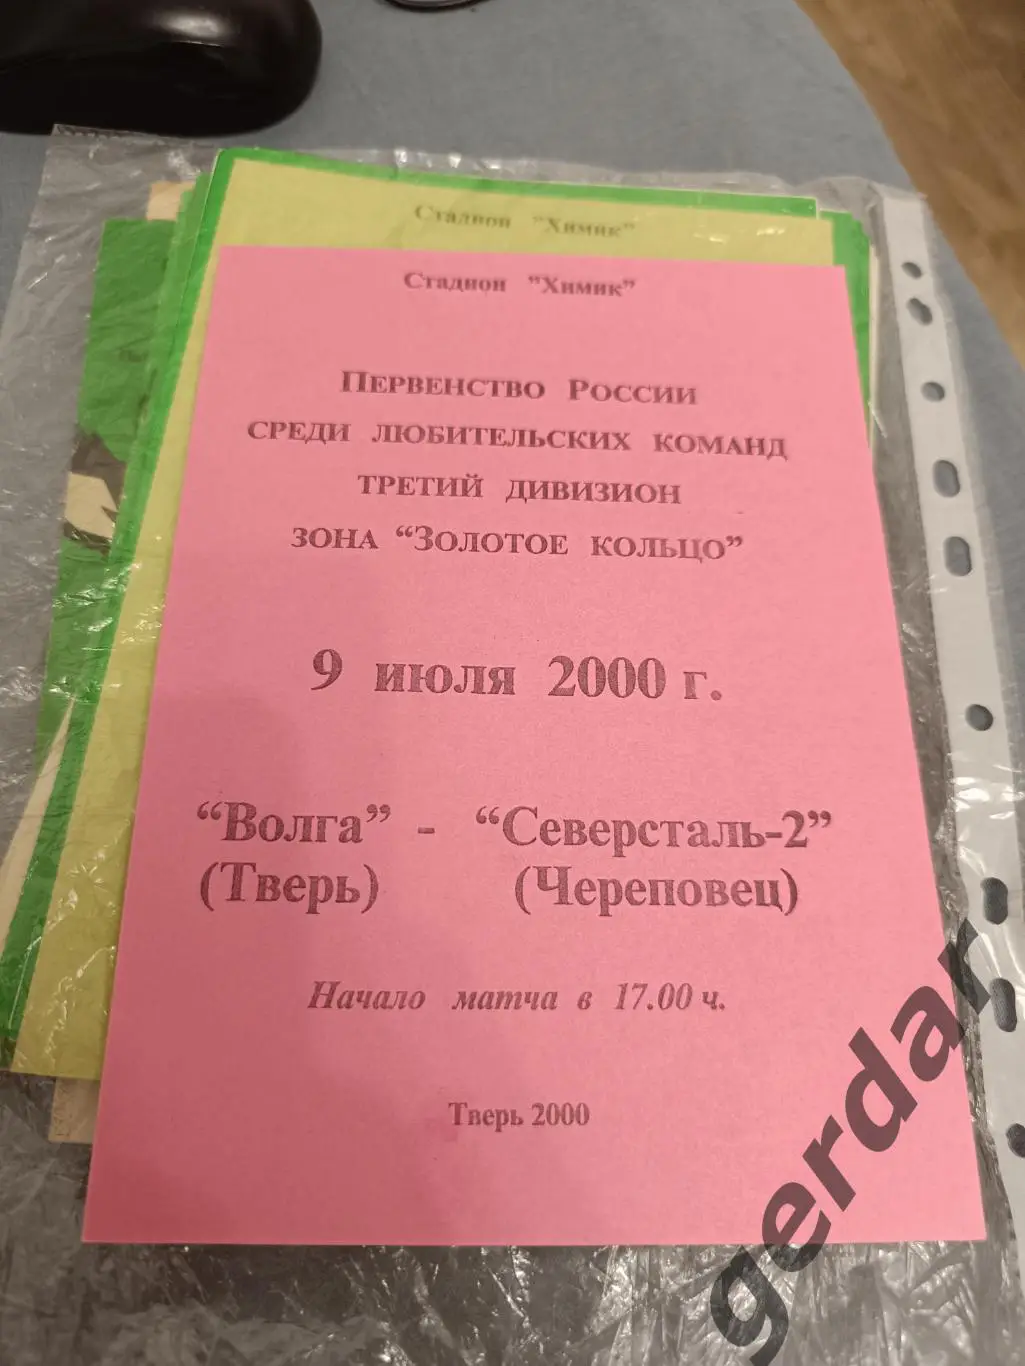 Стадион "Химик"
Стадион "Химик"
Первенство России
среди любительских команд
третий дивизион
зона "Золотое кольцо"
9 июля 2000 г.
"Волга" - "Северсталь-2"
(Тверь) (Череповец)
Начало матча в 17.00 ч.
Тверь 2000
gerdar